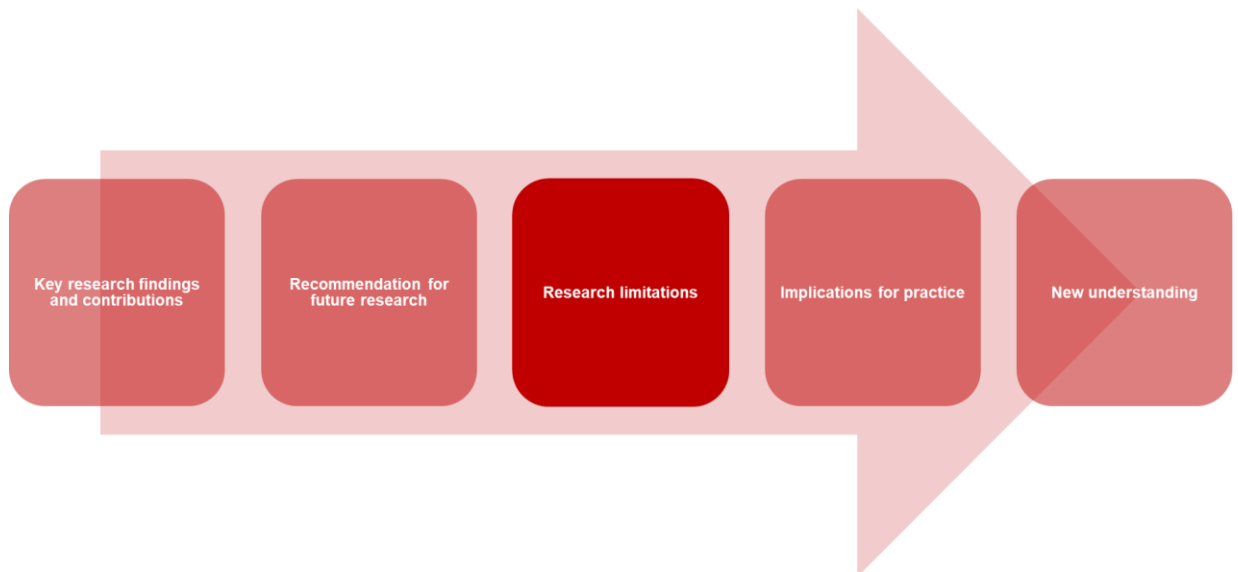 Key research findings
and contributions
Recommendation for
future research
Research limitations
Implications for practice
New understanding